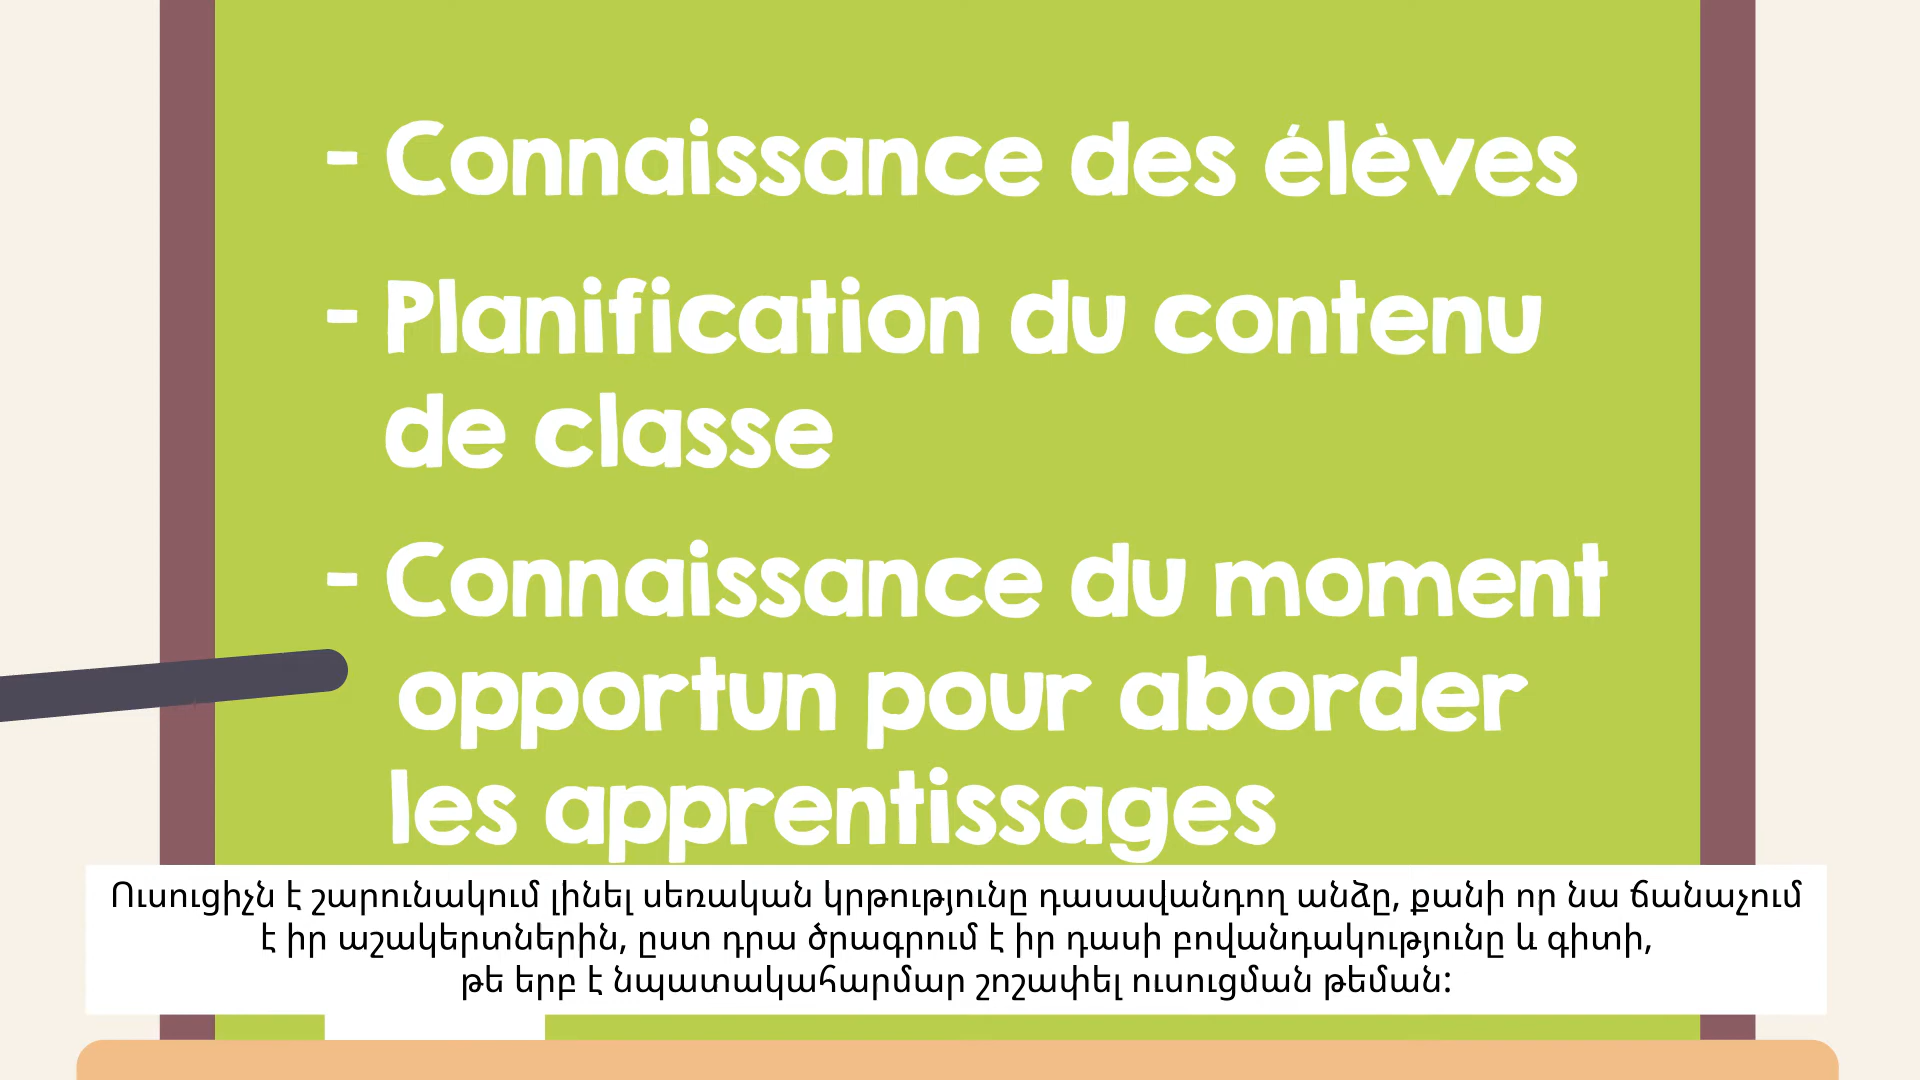 - Connaissance des élèves
- Planification du contenu
de classe
- Connaissance du moment
opportun pour aborder
les apprentissages
Ուսուցիչն է շարունակում լինել սեռական կրթությունը դասավանդող անձը, քանի որ նա ճանաչում
է իր աշակերտներին, ըստ դրա ծրագրում է իր դասի բովանդակությունը և գիտի,
թե երբ է նպատակահարմար շոշափել ուսուցման թեման: